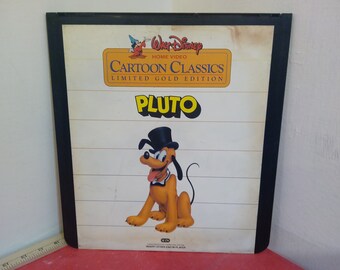 Walt Disney
HOME VIDEO
CARTOON CLASSICS
LIMITED GOLD EDITION
PLUTO